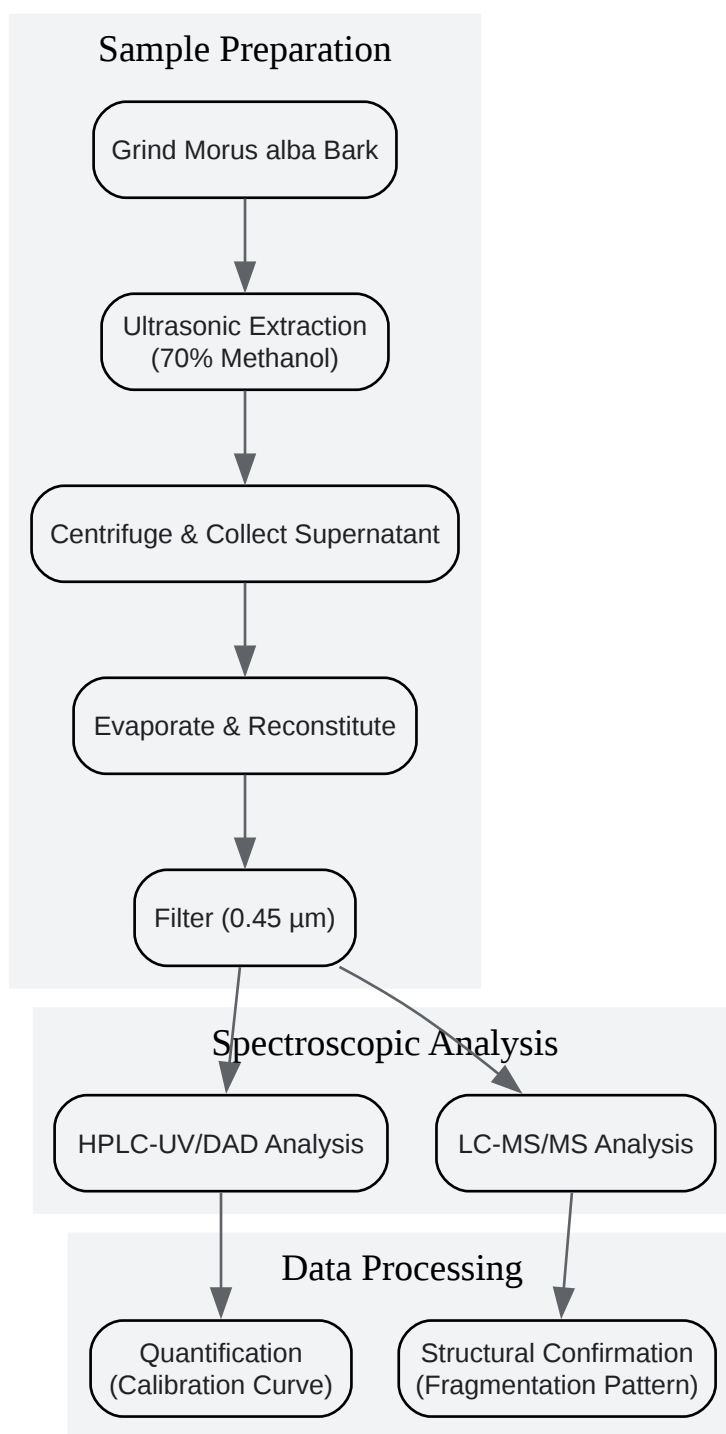 Sample Preparation
Grind Morus alba Bark
Ultrasonic Extraction
(70% Methanol)
Centrifuge & Collect Supernatant
Evaporate & Reconstitute
Filter (0.45 µm)
Spectroscopic Analysis
HPLC-UV/DAD Analysis
LC-MS/MS Analysis
Data Processing
Quantification
(Calibration Curve)
Structural Confirmation
(Fragmentation Pattern)